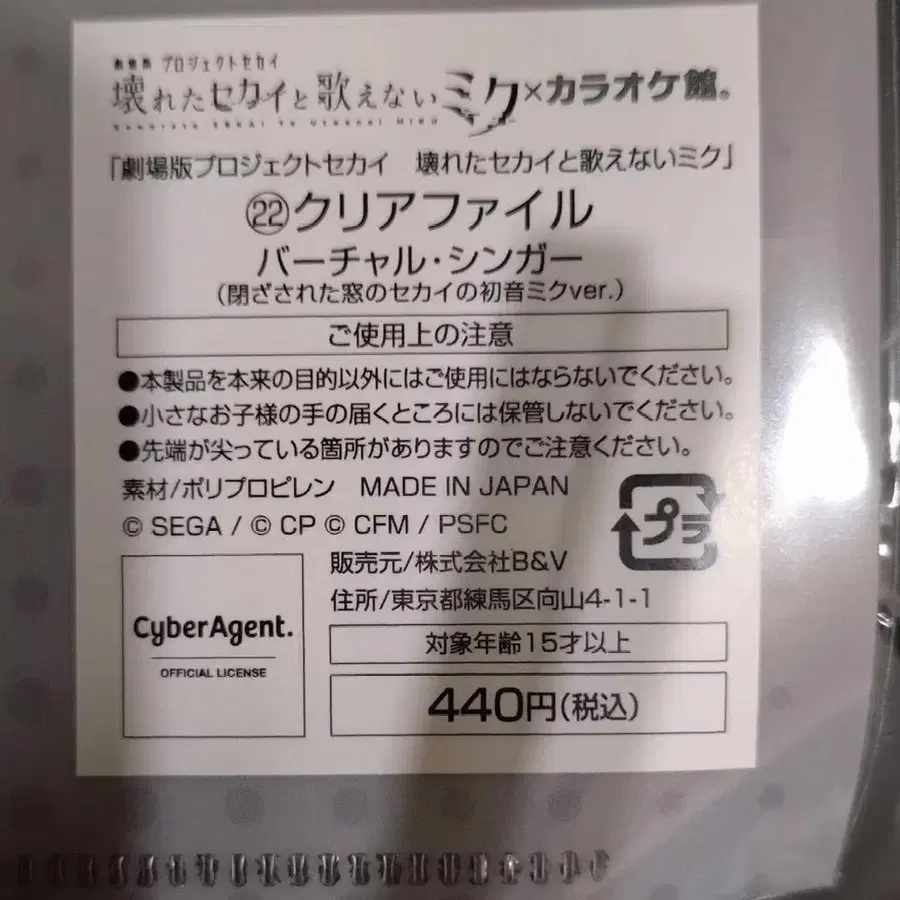 劇場版 プロジェクトセカイ
壊れたセカイと歌えないミク×カラオケ館®
KOWARETA SEKAI TO UTAENAI MIKU
「劇場版プロジェクトセカイ 壊れたセカイと歌えないミク」
㉒クリアファイル
バーチャル・シンガー
(閉ざされた窓のセカイの初音ミクver.)
ご使用上の注意
●本製品を本来の目的以外にはご使用にはならないでください。
●小さなお子様の手の届くところには保管しないでください。
●先端が尖っている箇所がありますのでご注意ください。
素材/ポリプロピレン MADE IN JAPAN
© SEGA / © CP © CFM / PSFC
プラ
販売元/株式会社B&V
住所/東京都練馬区向山4-1-1
CyberAgent.
OFFICIAL LICENSE
対象年齢15才以上
440円(税込)